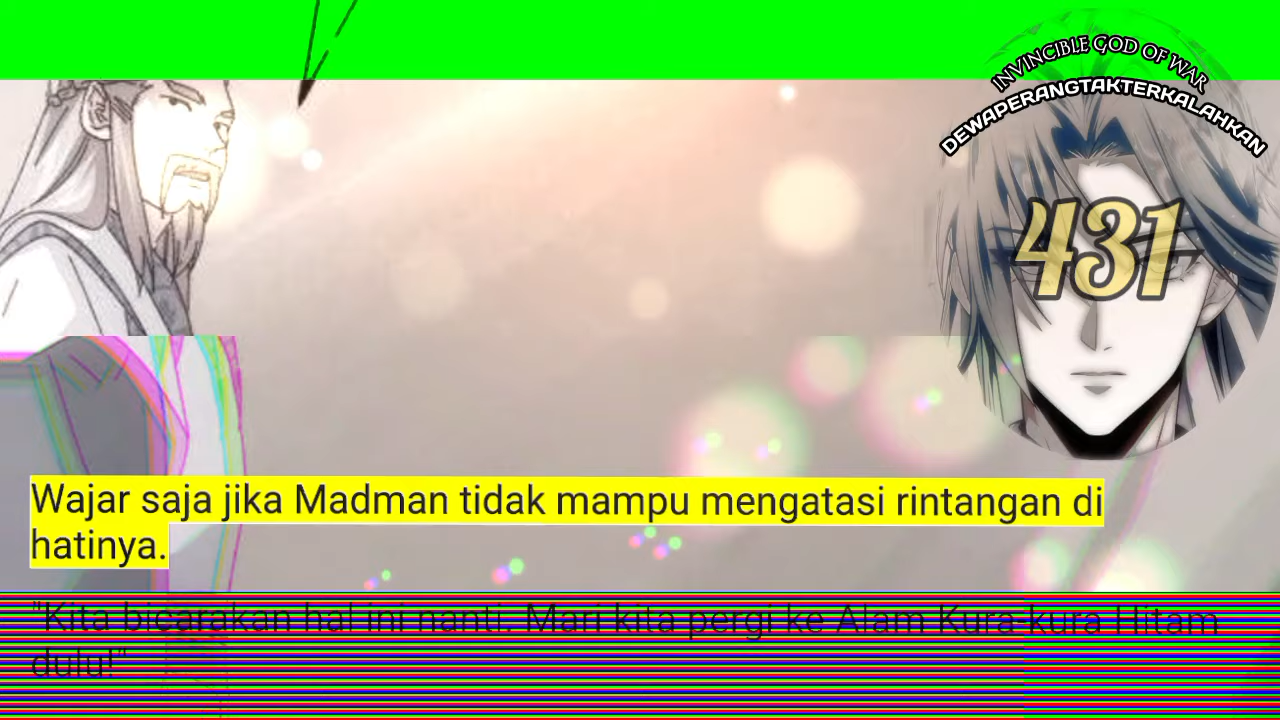 INVINCIBLE GOD OF WAR
DEWAPERANGTAKTERKALAHKAN
431
Wajar saja jika Madman tidak mampu mengatasi rintangan di
hatinya.
"Kita bicarakan hal ini nanti. Mari kita pergi ke Alam Kura-kura Hitam
dulu!"